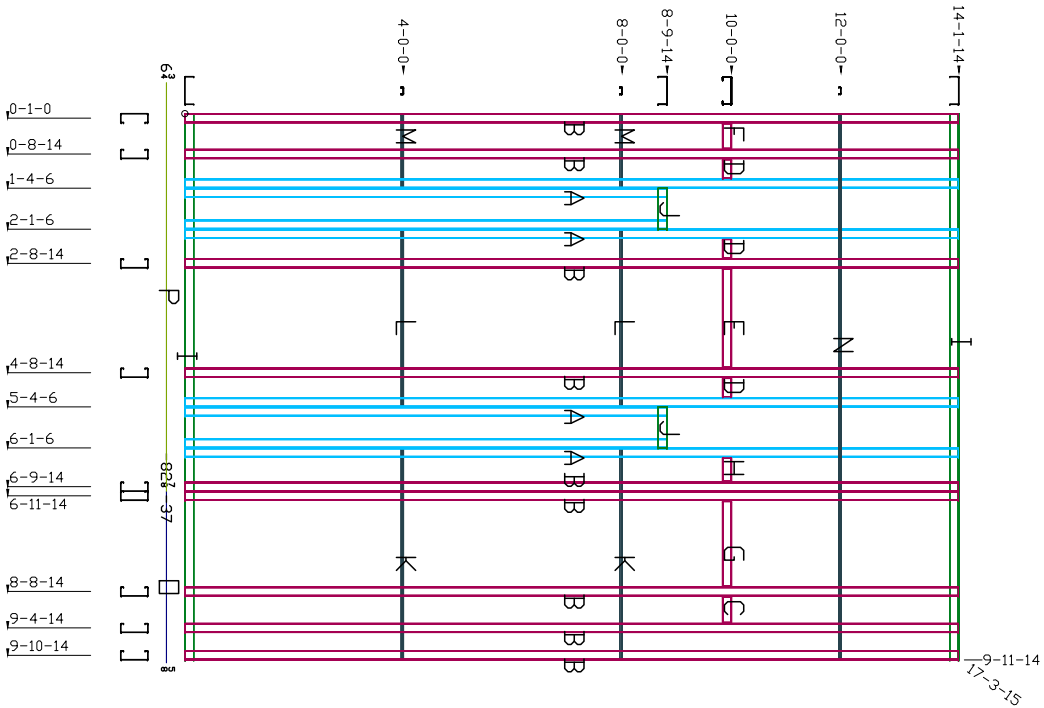 4-0-0
8-0-0
8-9-14
10-0-0
12-0-0
14-1-14
0-1-0
0-8-14
1-4-6
2-1-6
2-8-14
4-8-14
5-4-6
6-1-6
6-9-14
6-11-14
8-8-14
9-4-14
9-10-14
M
B
M
F
B
D
A
J
A
D
B
P
I
L
L
E
N
I
B
D
A
J
A
H
B
B
K
K
G
B
C
B
B
9-11-14
17-3-15